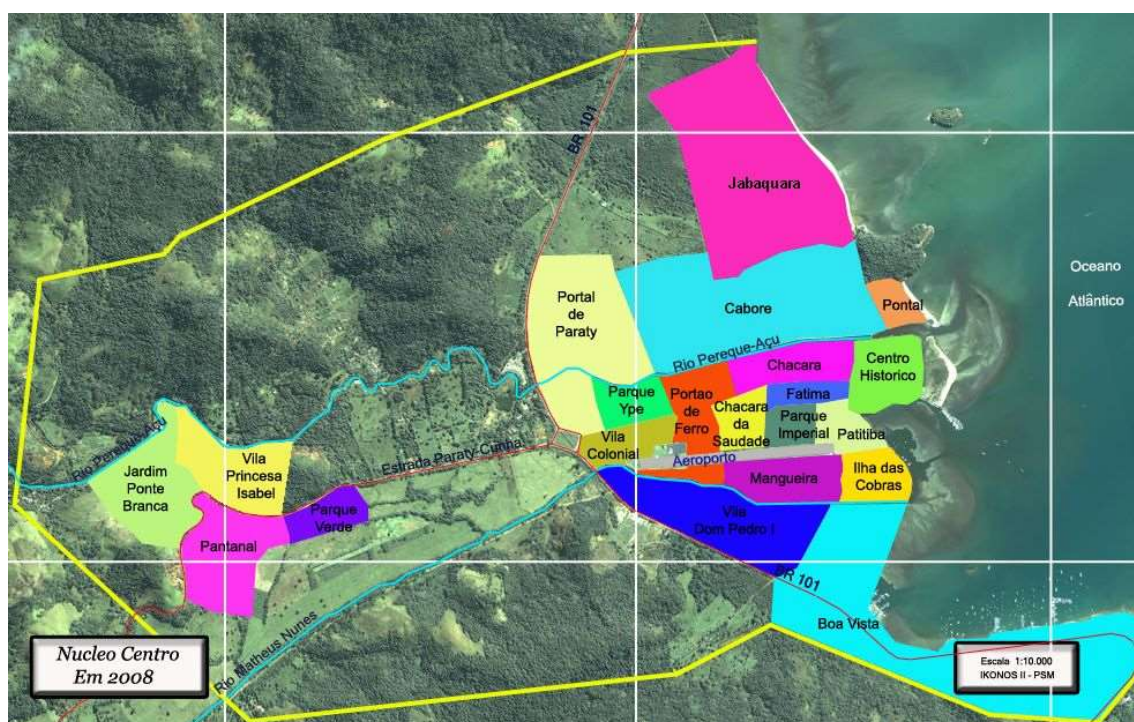 BR 101
Jabaquara
Oceano
Atlântico
Portal
de
Paraty
Cabore
Pontal
Rio Pereque-Açu
Chacara
Centro
Historico
Parque
Ype
Portao
de
Ferro
Fatima
Chacara
da
Saudade
Parque
Imperial
Patitiba
Vila
Colonial
Estrada Paraty-Cunha
Aeroporto
Rio Pereque-Açu
Vila
Princesa
Isabel
Jardim
Ponte
Branca
Mangueira
Ilha das
Cobras
Parque
Verde
Vila
Dom Pedro I
Pantanal
BR 101
Boa Vista
Rio Matheus Nunes
Nucleo Centro
Em 2008
Escala 1:10.000
IKONOS II - PSM